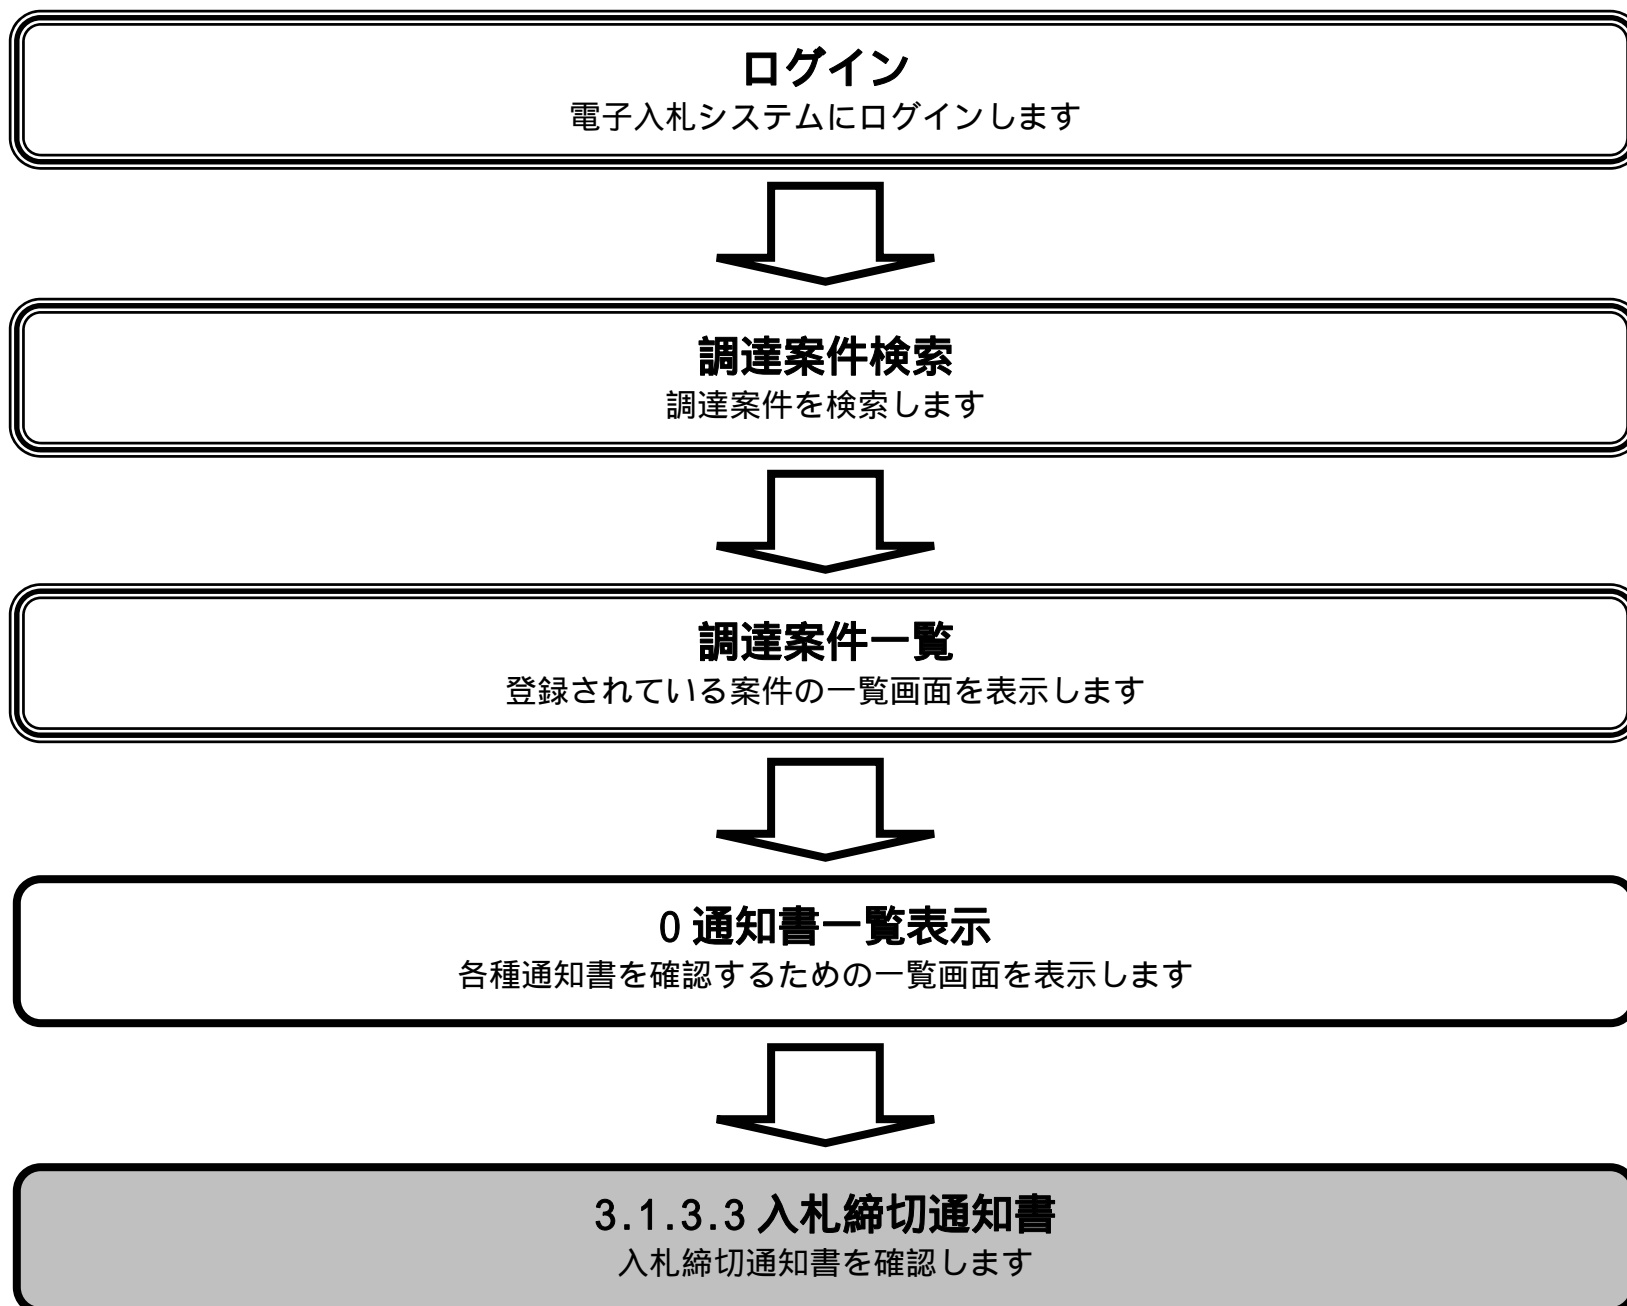 ログイン
電子入札システムにログインします
調達案件検索
調達案件を検索します
調達案件一覧
登録されている案件の一覧画面を表示します
0 通知書一覧表示
各種通知書を確認するための一覧画面を表示します
3.1.3.3 入札締切通知書
入札締切通知書を確認します